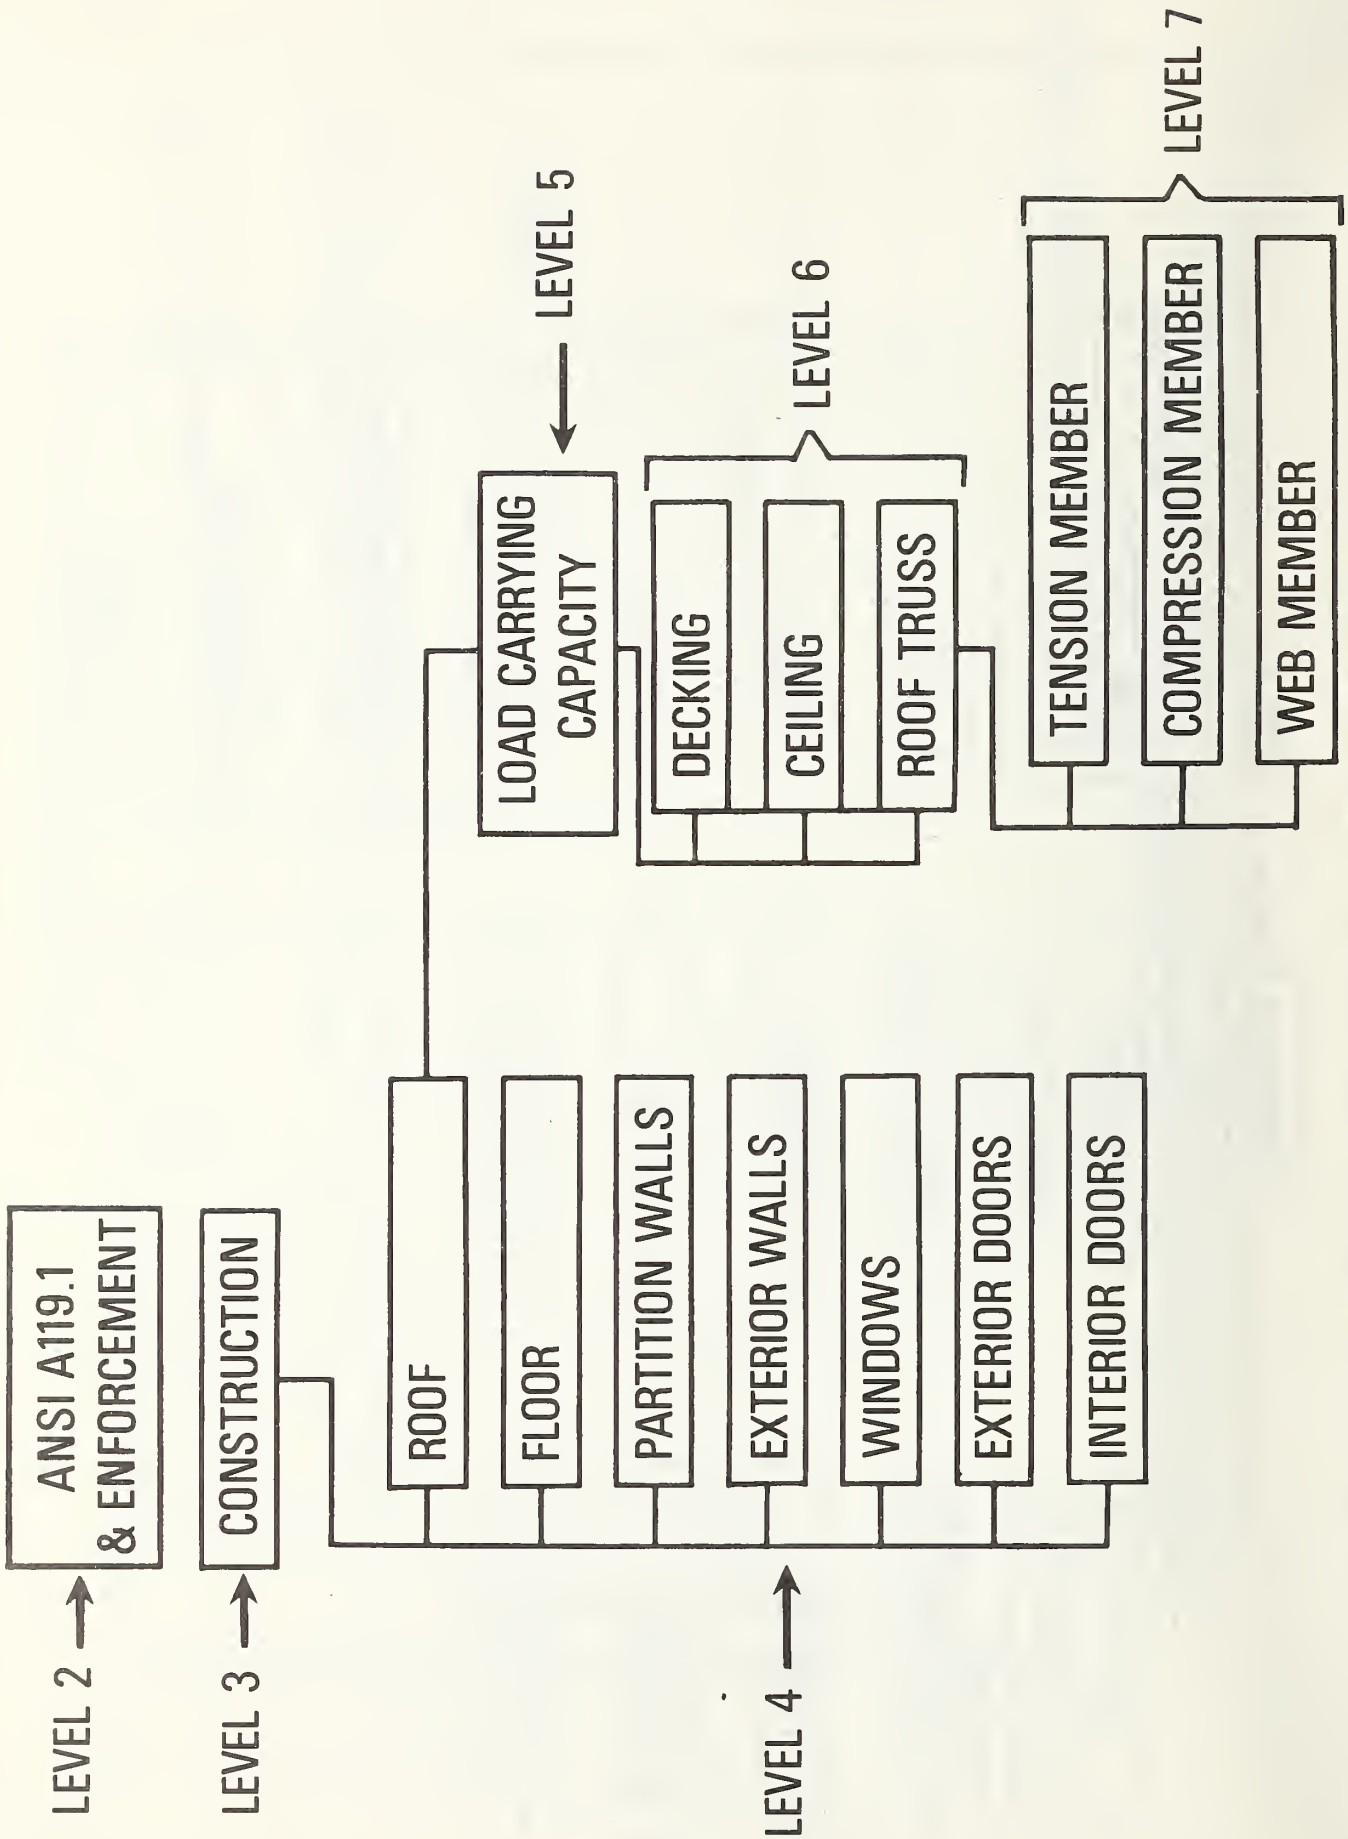 LEVEL 2
ANSI A119.1
& ENFORCEMENT
LEVEL 3
CONSTRUCTION
LEVEL 4
ROOF
FLOOR
PARTITION WALLS
EXTERIOR WALLS
WINDOWS
EXTERIOR DOORS
INTERIOR DOORS
LOAD CARRYING
CAPACITY
LEVEL 5
DECKING
CEILING
ROOF TRUSS
LEVEL 6
TENSION MEMBER
COMPRESSION MEMBER
WEB MEMBER
LEVEL 7